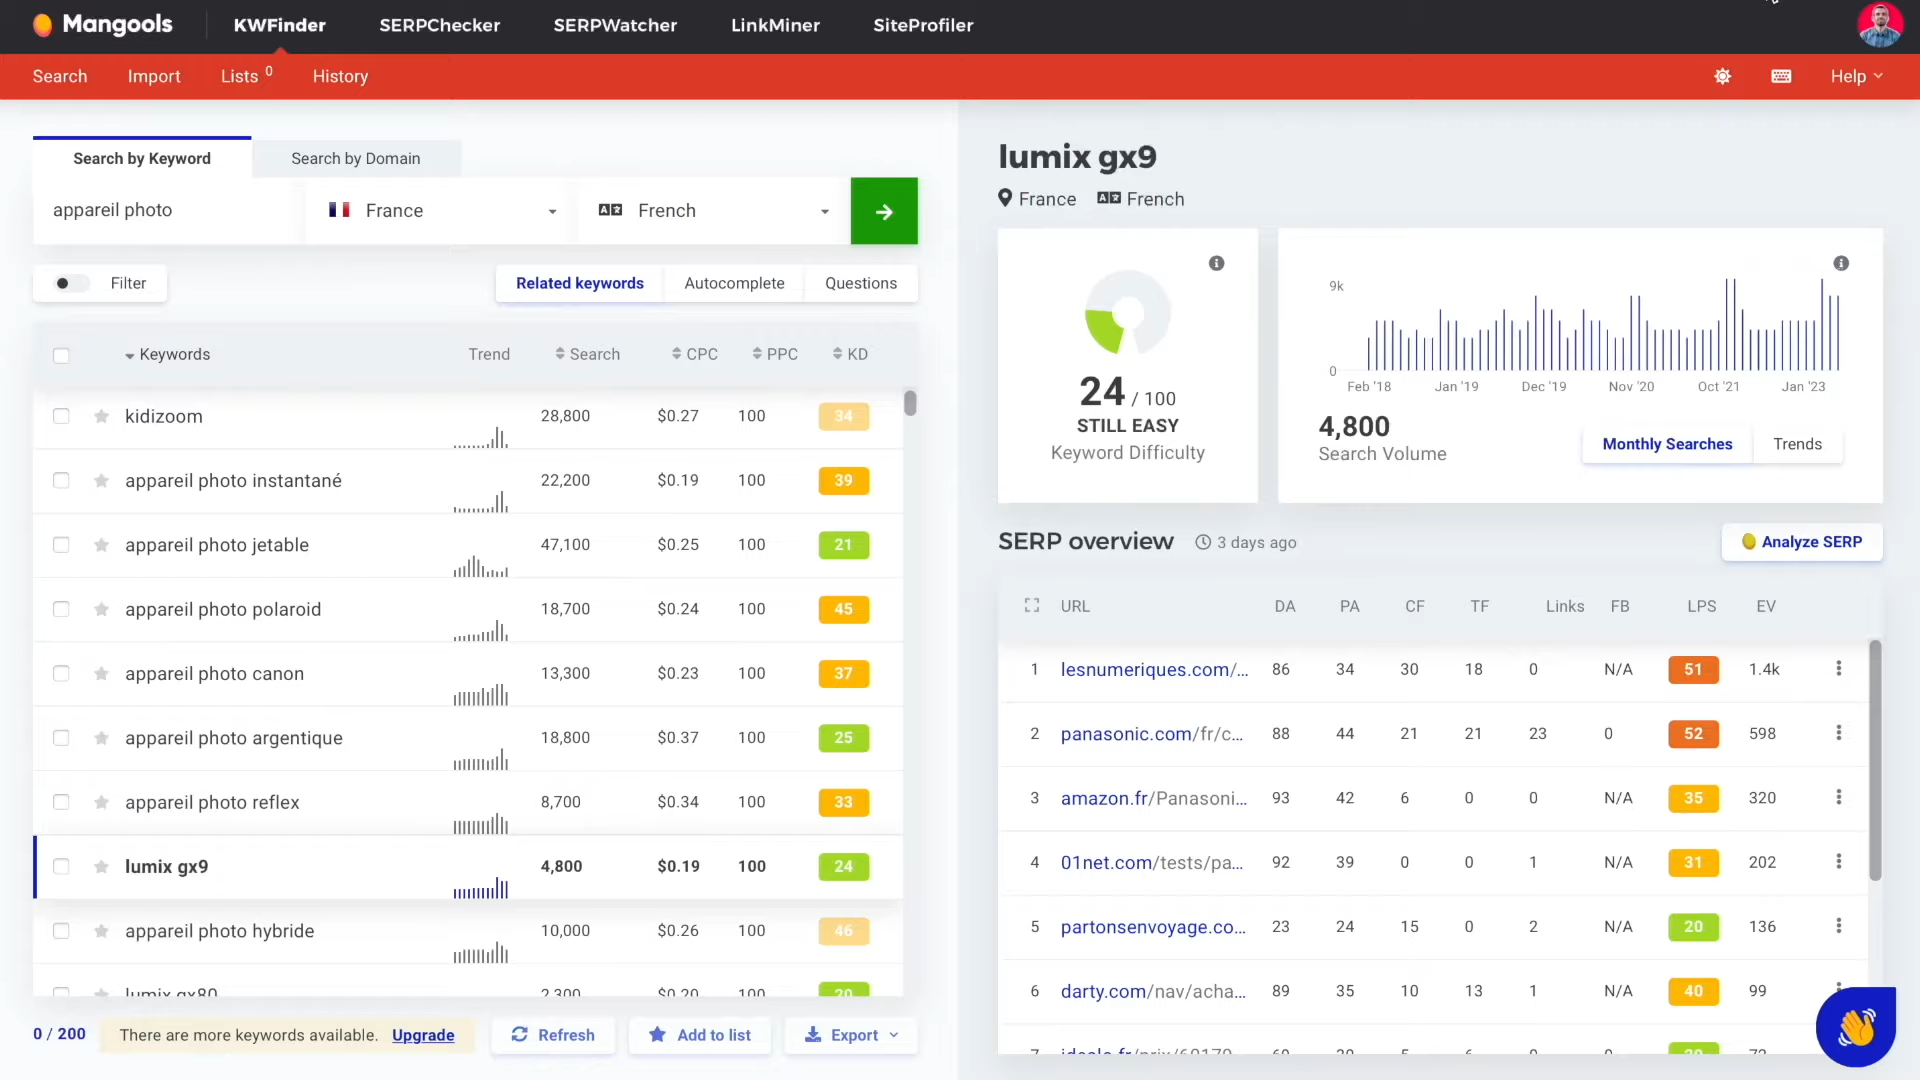 Mangools
KWFinder SERPChecker SERPWatcher LinkMiner SiteProfiler
Search Import Lists 0 History Help
Search by Keyword Search by Domain
appareil photo France French
Filter Related keywords Autocomplete Questions
Keywords Trend Search CPC PPC KD
kidizoom 28,800 $0.27 100 34
appareil photo instantané 22,200 $0.19 100 39
appareil photo jetable 47,100 $0.25 100 21
appareil photo polaroid 18,700 $0.24 100 45
appareil photo canon 13,300 $0.23 100 37
appareil photo argentique 18,800 $0.37 100 25
appareil photo reflex 8,700 $0.34 100 33
lumix gx9 4,800 $0.19 100 24
appareil photo hybride 10,000 $0.26 100 46
lumix gx80 2,300 $0.20 100 20
0 / 200 There are more keywords available. Upgrade Refresh Add to list Export
lumix gx9
France French
24 / 100
STILL EASY
Keyword Difficulty
9k
0
Feb '18 Jan '19 Dec '19 Nov '20 Oct '21 Jan '23
4,800
Search Volume
Monthly Searches Trends
SERP overview 3 days ago Analyze SERP
URL DA PA CF TF Links FB LPS EV
1 lesnumeriques.com/... 86 34 30 18 0 N/A 51 1.4k
2 panasonic.com/fr/c... 88 44 21 21 23 0 52 598
3 amazon.fr/Panasoni... 93 42 6 0 0 N/A 35 320
4 01net.com/tests/pa... 92 39 0 0 1 N/A 31 202
5 partonsenvoyage.co... 23 24 15 0 2 N/A 20 136
6 darty.com/nav/acha... 89 35 10 13 1 N/A 40 99